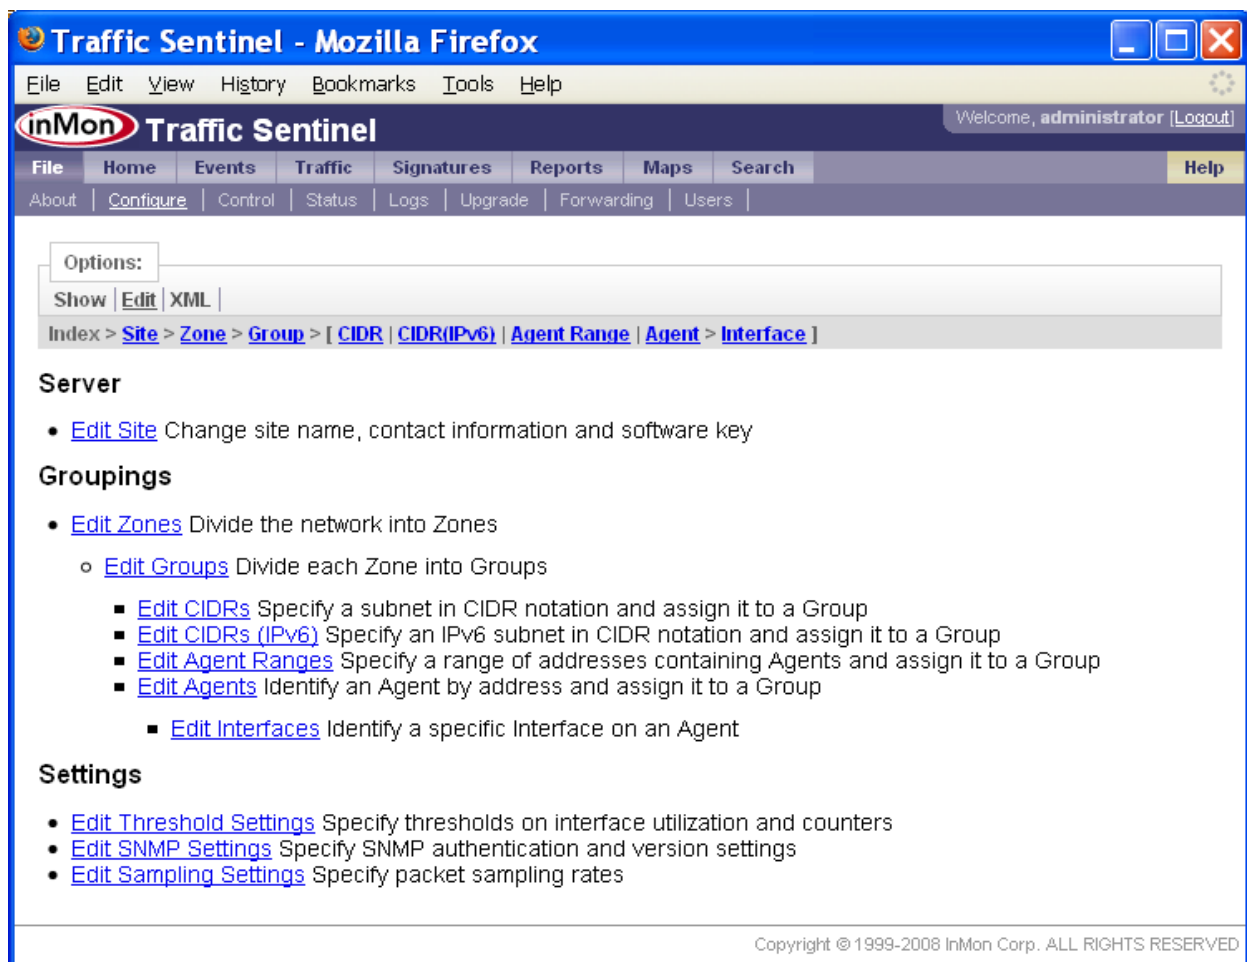 Traffic Sentinel - Mozilla Firefox
File Edit View History Bookmarks Tools Help
inMon Traffic Sentinel
Welcome, administrator [Logout]
File Home Events Traffic Signatures Reports Maps Search Help
About | Configure | Control | Status | Logs | Upgrade | Forwarding | Users |
Options:
Show | Edit | XML |
Index > Site > Zone > Group > [ CIDR | CIDR(IPv6) | Agent Range | Agent > Interface ]
Server
• Edit Site Change site name, contact information and software key
Groupings
• Edit Zones Divide the network into Zones
○ Edit Groups Divide each Zone into Groups
▪ Edit CIDRs Specify a subnet in CIDR notation and assign it to a Group
▪ Edit CIDRs (IPv6) Specify an IPv6 subnet in CIDR notation and assign it to a Group
▪ Edit Agent Ranges Specify a range of addresses containing Agents and assign it to a Group
▪ Edit Agents Identify an Agent by address and assign it to a Group
▪ Edit Interfaces Identify a specific Interface on an Agent
Settings
• Edit Threshold Settings Specify thresholds on interface utilization and counters
• Edit SNMP Settings Specify SNMP authentication and version settings
• Edit Sampling Settings Specify packet sampling rates
Copyright © 1999-2008 InMon Corp. ALL RIGHTS RESERVED